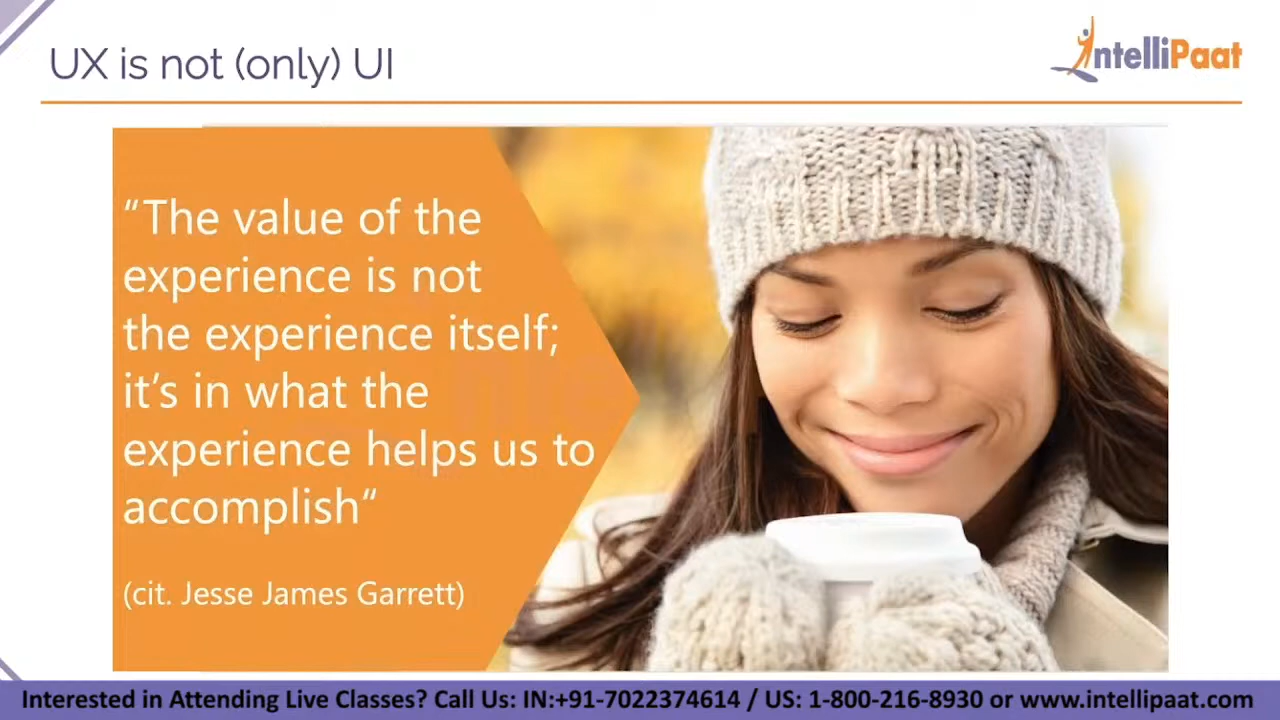 UX is not (only) UI
IntelliPaat
“The value of the
experience is not
the experience itself;
it’s in what the
experience helps us to
accomplish“
(cit. Jesse James Garrett)
Interested in Attending Live Classes? Call Us: IN:+91-7022374614 / US: 1-800-216-8930 or www.intellipaat.com